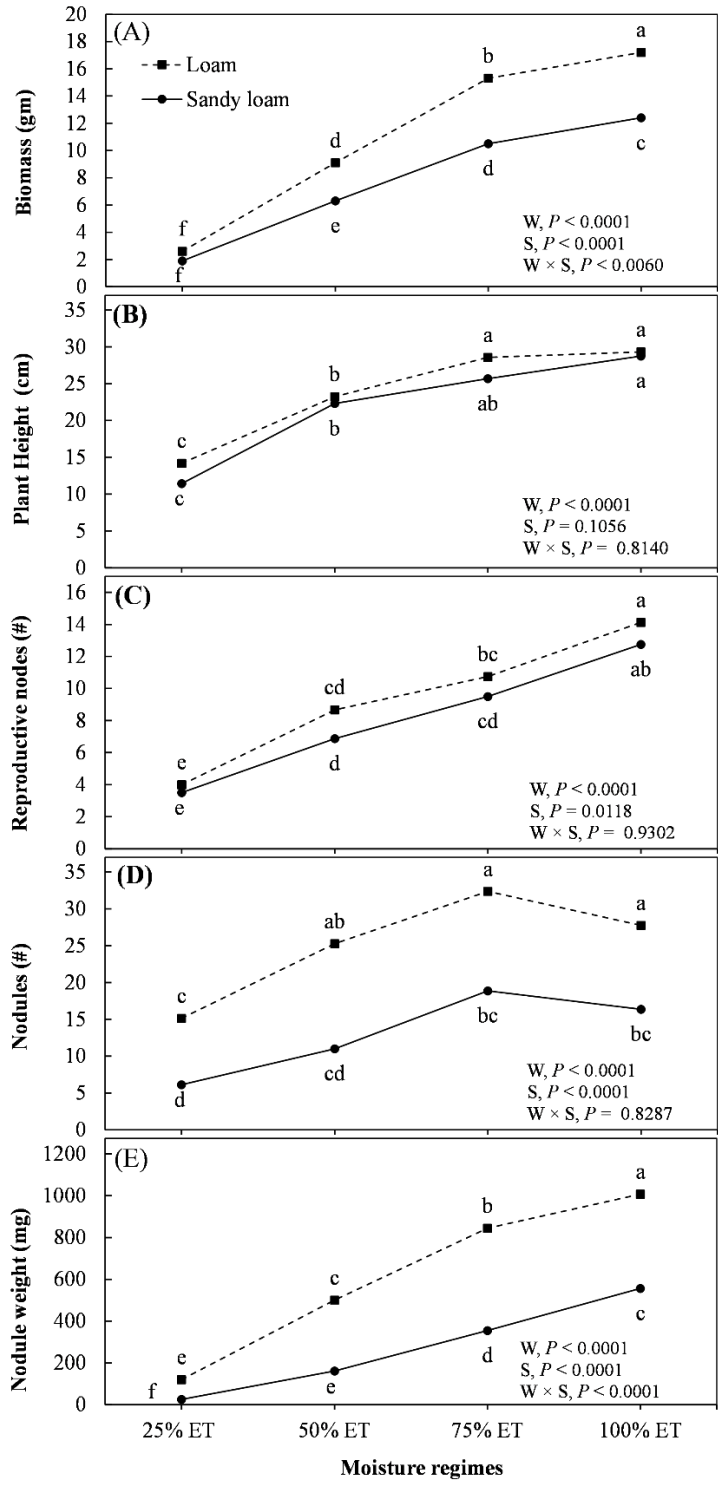 (A)
Loam
Sandy loam
Biomass (gm)
20
18
16
14
12
10
8
6
4
2
0
f
d
b
a
f
e
d
c
W, P < 0.0001
S, P < 0.0001
W × S, P < 0.0060
(B)
Plant Height (cm)
35
30
25
20
15
10
5
0
c
b
a
a
c
b
ab
a
W, P < 0.0001
S, P = 0.1056
W × S, P = 0.8140
(C)
Reproductive nodes (#)
16
14
12
10
8
6
4
2
0
e
cd
bc
a
e
d
cd
ab
W, P < 0.0001
S, P = 0.0118
W × S, P = 0.9302
(D)
Nodules (#)
35
30
25
20
15
10
5
0
c
ab
a
a
d
cd
bc
bc
W, P < 0.0001
S, P < 0.0001
W × S, P = 0.8287
(E)
Nodule weight (mg)
1200
1000
800
600
400
200
0
e
c
b
a
f
e
d
c
W, P < 0.0001
S, P < 0.0001
W × S, P < 0.0001
25% ET
50% ET
75% ET
100% ET
Moisture regimes